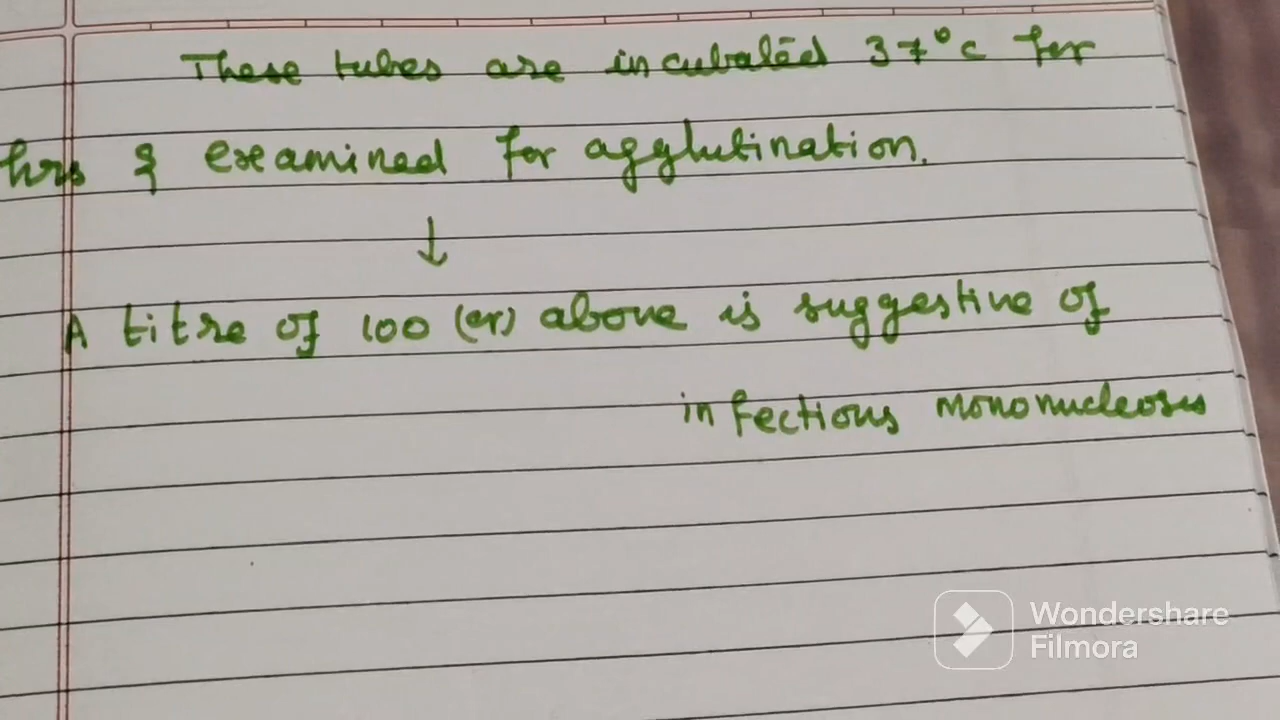 These tubes are incubated 37°c for
hrs & examined for agglutination.
↓
A titre of 100 (or) above is suggestive of
infectious mononucleosis
Wondershare
Filmora